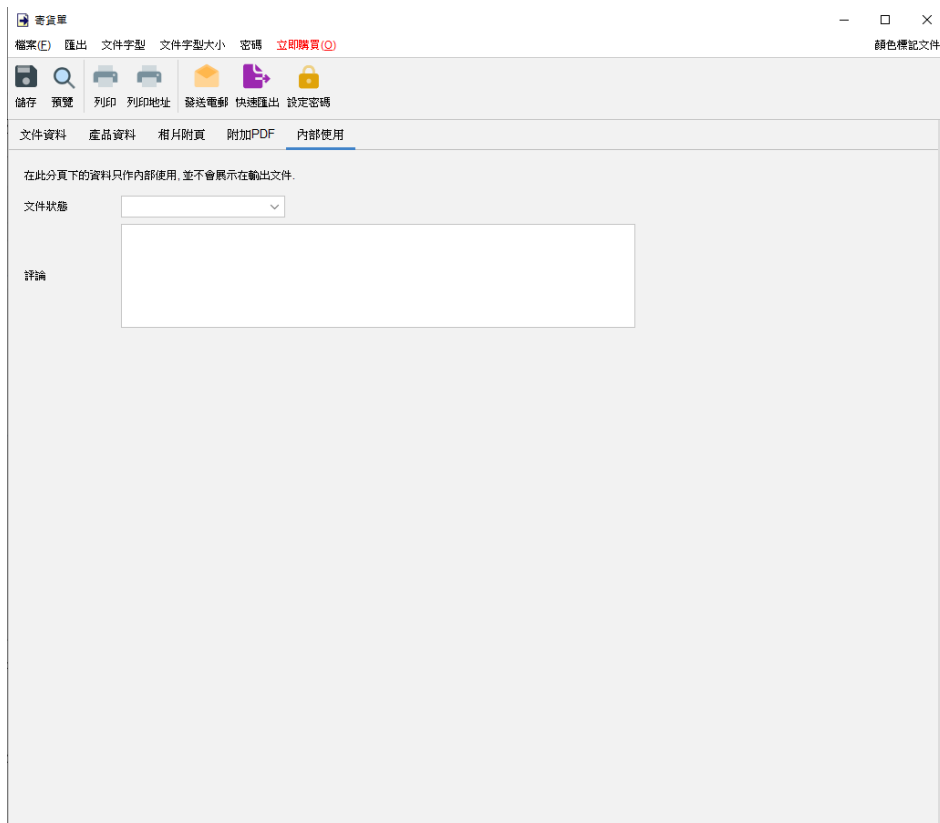 寄貨單
檔案(F) 匯出 文件字型 文件字型大小 密碼 立即購買(O) 顏色標記文件
儲存 預覽 列印 列印地址 發送電郵 快速匯出 設定密碼
文件資料 產品資料 相片附頁 附加PDF 內部使用
在此分頁下的資料只作內部使用, 並不會展示在輸出文件.
文件狀態
評論